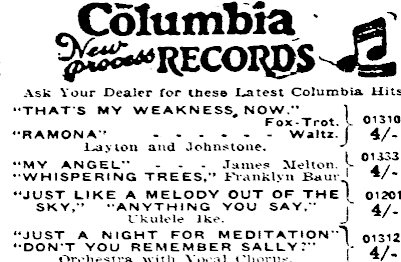 Columbia
New process RECORDS
Ask Your Dealer for these Latest Columbia Hits
"THAT'S MY WEAKNESS NOW."
Fox-Trot. 01310
"RAMONA" - - - - - Waltz. 4/-
Layton and Johnstone.
"MY ANGEL" - - - James Melton. 01333
"WHISPERING TREES," Franklyn Baur 4/-
"JUST LIKE A MELODY OUT OF THE 01201
SKY," "ANYTHING YOU SAY," 4/-
Ukulele Ike.
"JUST A NIGHT FOR MEDITATION" 01312
"DON'T YOU REMEMBER SALLY?" 4/-
Orchestra with Vocal Chorus.